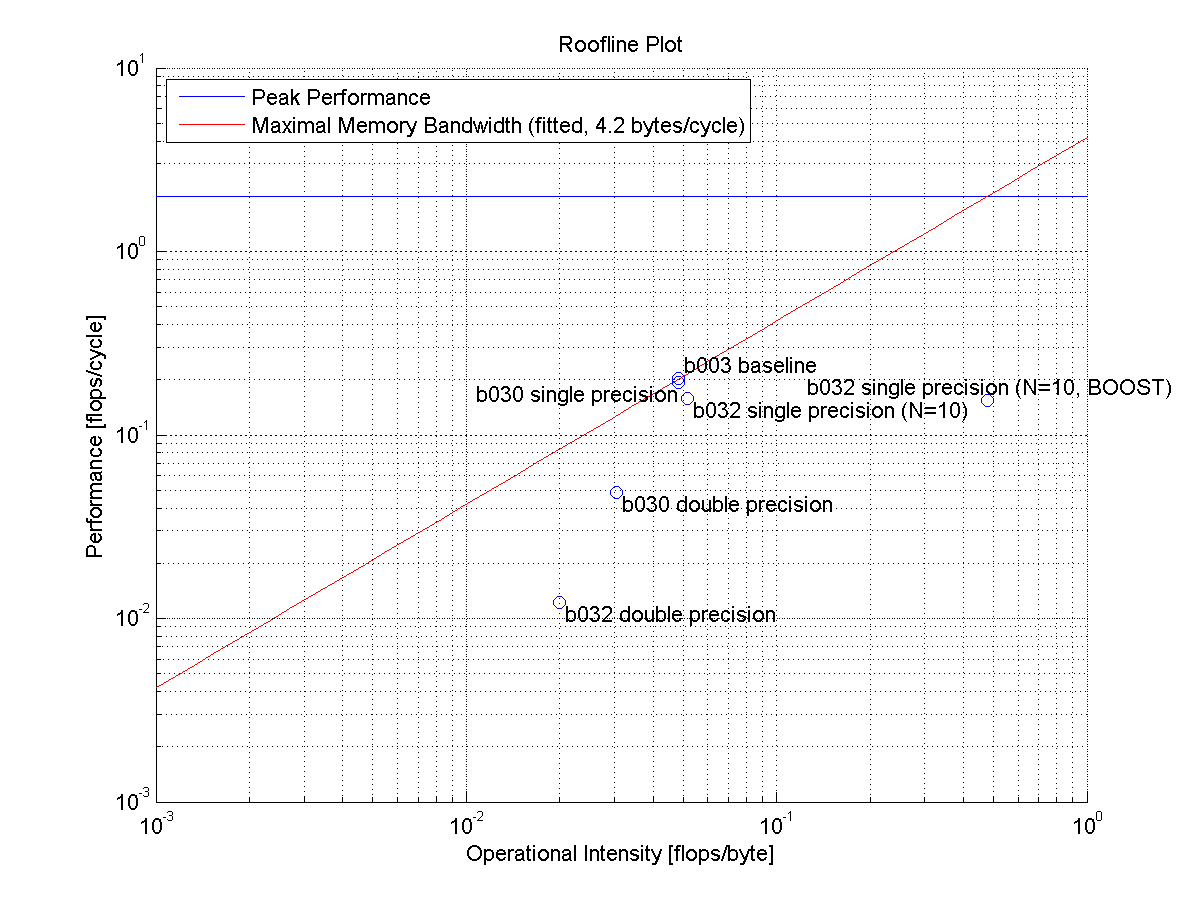 Roofline Plot
Peak Performance
Maximal Memory Bandwidth (fitted, 4.2 bytes/cycle)
10^1
10^0
10^-1
10^-2
10^-3
Performance [flops/cycle]
b003 baseline
b030 single precision
b032 single precision (N=10, BOOST)
b032 single precision (N=10)
b030 double precision
b032 double precision
10^-3 10^-2 10^-1 10^0
Operational Intensity [flops/byte]